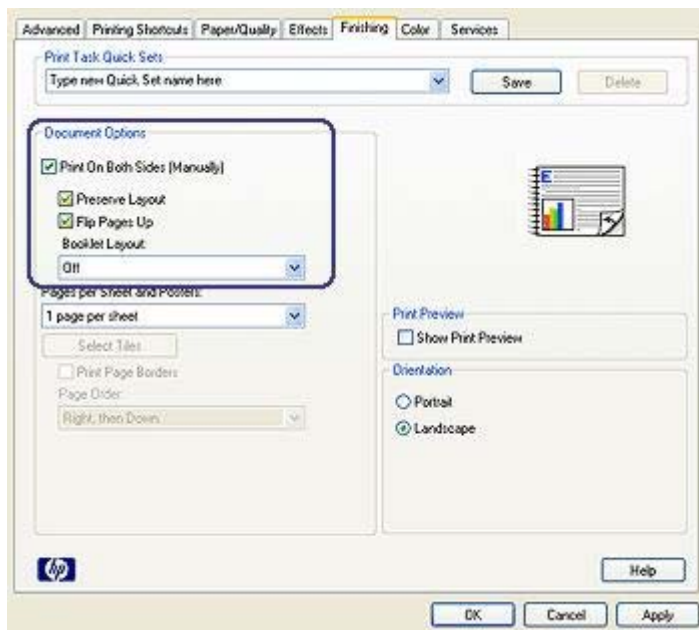 Advanced Printing Shortcuts Paper/Quality Effects Finishing Color Services
Print Task Quick Sets
Type new Quick Set name here
Save
Delete
Document Options
Print On Both Sides (Manually)
Preserve Layout
Flip Pages Up
Booklet Layout
Off
Pages per Sheet and Posters:
1 page per sheet
Select Tiles
Print Page Borders
Page Order:
Right, then Down
E
Print Preview
Show Print Preview
Orientation
Portrait
Landscape
hp
Help
OK Cancel Apply